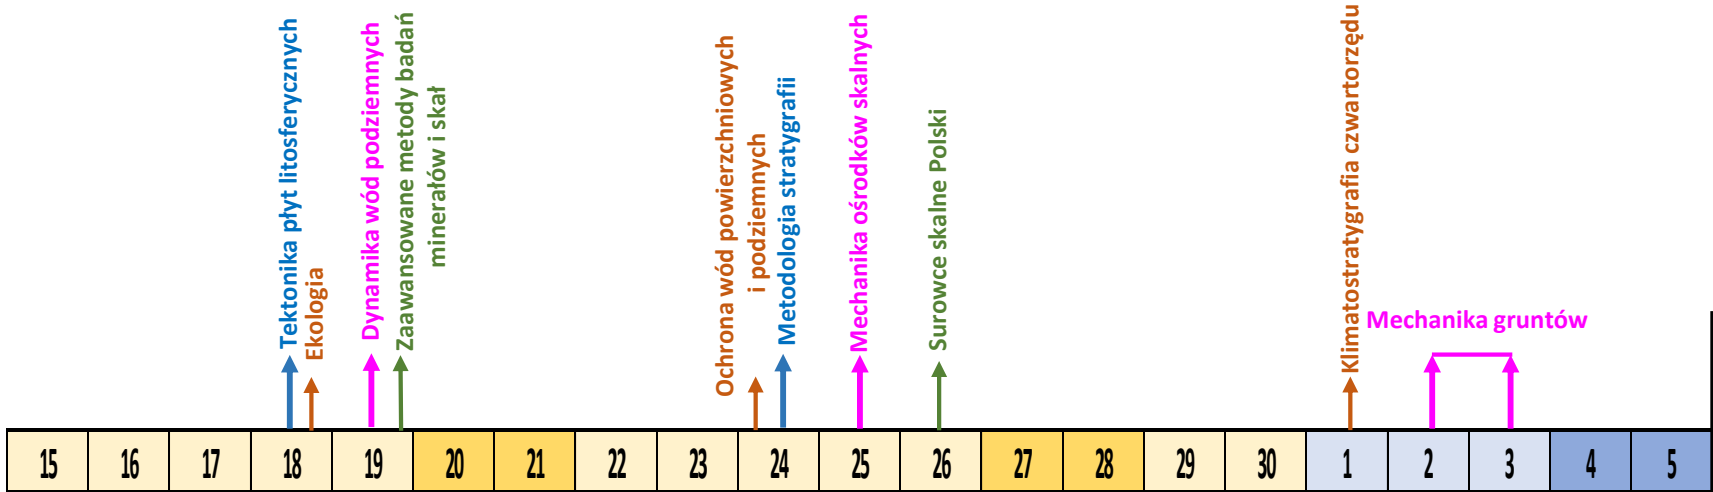 Tektonika płyt litosferycznych
Ekologia
Dynamika wód podziemnych
Zaawansowane metody badań
minerałów i skał
Ochrona wód powierzchniowych
i podziemnych
Metodologia stratygrafii
Mechanika ośrodków skalnych
Surowce skalne Polski
Klimatostratygrafia czwartorzędu
Mechanika gruntów
15 16 17 18 19 20 21 22 23 24 25 26 27 28 29 30 1 2 3 4 5